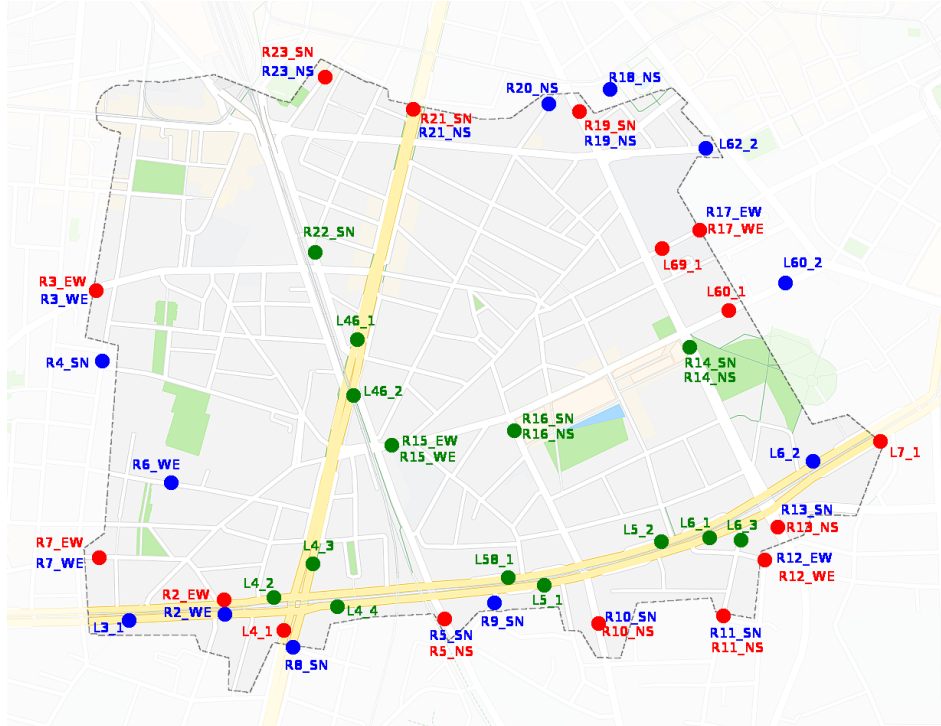 R23_SN
R23_NS
R21_SN
R21_NS
R20_NS
R18_NS
R19_SN
R19_NS
L62_2
R22_SN
R17_EW
R17_WE
L69_1
L60_2
L60_1
R3_EW
R3_WE
L46_1
R4_SN
L46_2
R14_SN
R14_NS
R16_SN
R16_NS
R15_EW
R15_WE
R6_WE
L6_2
L7_1
R13_SN
R13_NS
L5_2
L6_1
L6_3
R7_EW
R7_WE
L4_3
L58_1
R12_EW
R12_WE
L4_2
R2_EW
R2_WE
L3_1
L4_1
L4_4
L5_1
R5_SN
R5_NS
R9_SN
R10_SN
R10_NS
R11_SN
R11_NS
R8_SN